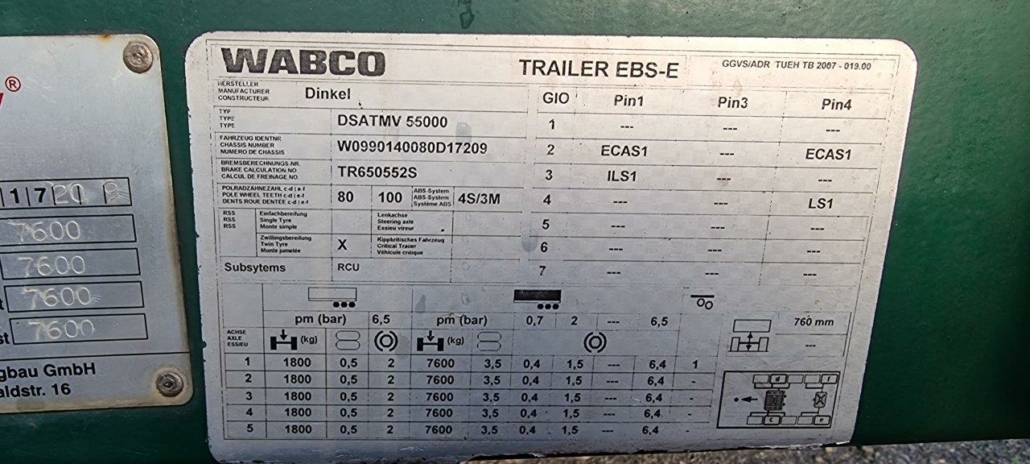 ®
1 1 7 20 P
7600
7600
7600
7600
gbau GmbH
aldstr. 16
WABCO
TRAILER EBS-E
GGVS/ADR TUEH TB 2007 - 019.00
HERSTELLER
MANUFACTURER
CONSTRUCTEUR
Dinkel
GIO Pin1 Pin3 Pin4
TYP
TYPE
TYPE
DSATMV 55000
1 --- --- ---
FAHRZEUG IDENTNR
CHASSIS NUMBER
NUMERO DE CHASSIS
W0990140080D17209
2 ECAS1 --- ECAS1
BREMSBERECHNUNGS NR.
BRAKE CALCULATION NO
CALCUL DE FREINAGE NO
TR650552S
3 ILS1 --- ---
POLRADZÄHNEZAHL c-d | e-f
POLE WHEEL TEETH c-d | e-f
DENTS ROUE DENTÉE c-d | e-f
80 100
ABS-System
ABS-System
Système ABS
4S/3M
4 --- --- LS1
RSS
RSS
RSS
Einfachbereifung
Single Tyre
Monte simple
Lenkachse
Steering axle
Essieu vireur
5 --- --- ---
Zwillingsbereifung
Twin Tyre
Monte jumelée
X
Kippkritisches Fahrzeug
Critical Trailer
Véhicule critique
6 --- --- ---
Subsytems RCU
7 --- --- ---
pm (bar) 6,5 pm (bar) 0,7 2 --- 6,5
760 mm
ACHSE
AXLE
ESSIEU
(kg) (kg)
---
1 1800 0,5 2 7600 3,5 0,4 1,5 --- 6,4 1
2 1800 0,5 2 7600 3,5 0,4 1,5 --- 6,4 -
3 1800 0,5 2 7600 3,5 0,4 1,5 --- 6,4 -
4 1800 0,5 2 7600 3,5 0,4 1,5 --- 6,4 -
5 1800 0,5 2 7600 3,5 0,4 1,5 --- 6,4 -